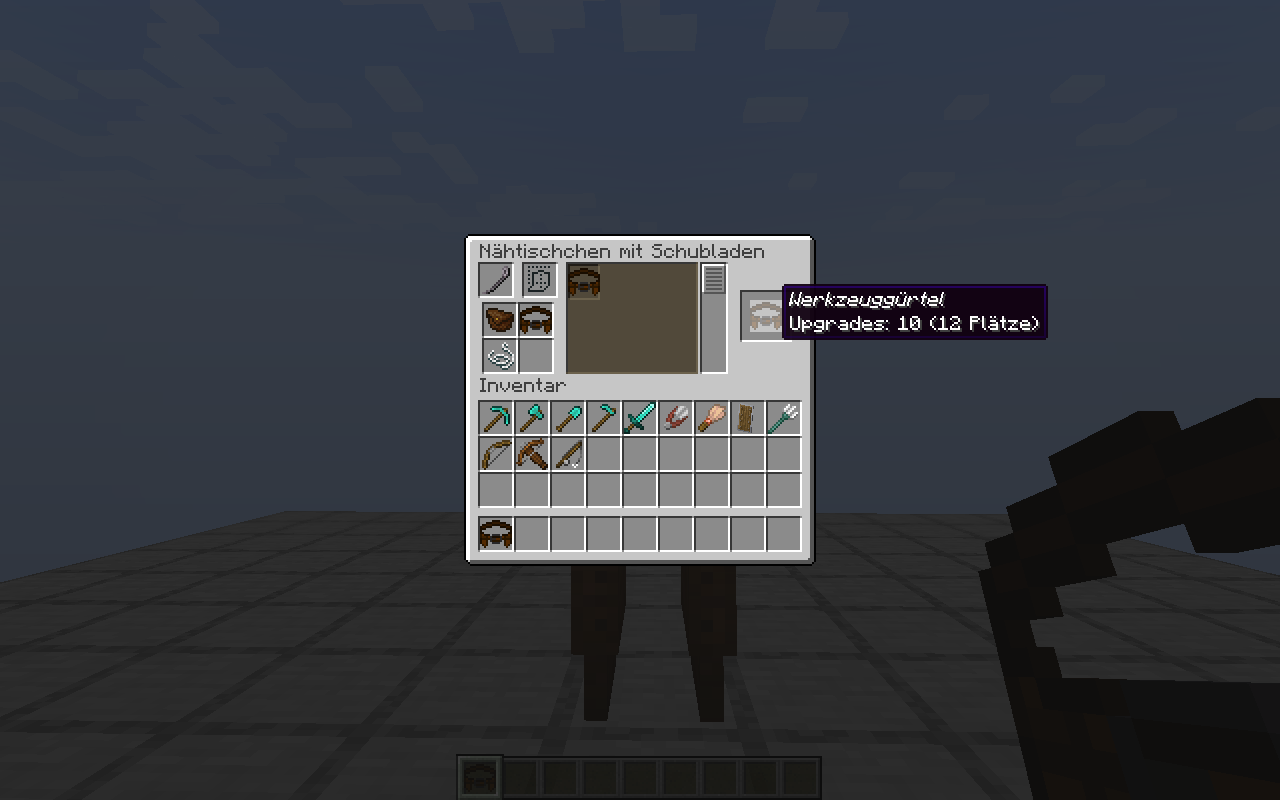 Nähtischchen mit Schubladen
Werkzeuggürtel
Upgrades: 10 (12 Plätze)
Inventar